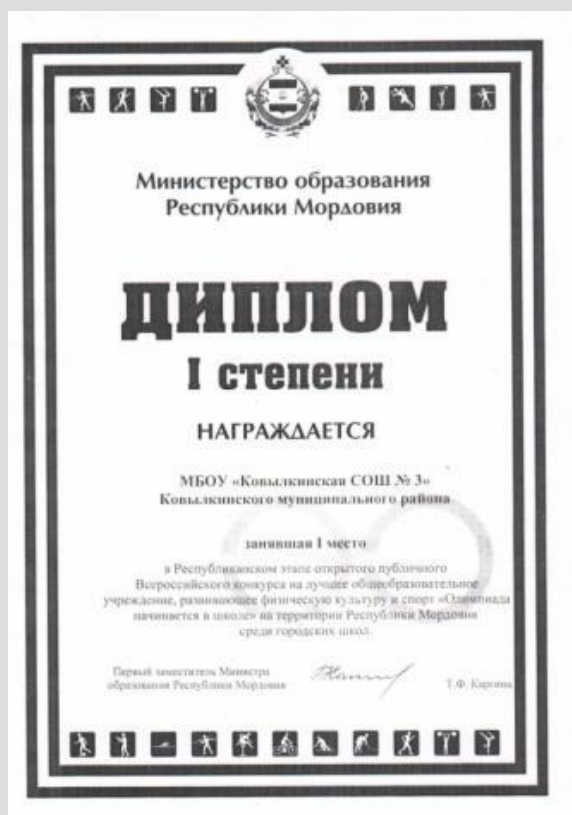 Министерство образования
Республики Мордовия
ДИПЛОМ
I степени
НАГРАЖДАЕТСЯ
МБОУ «Ковылкинская СОШ № 3»
Ковылкинского муниципального района
занявшая I место
в Республиканском этапе открытого публичного
Всероссийского конкурса на лучшее общеобразовательное
учреждение, развивающее физическую культуру и спорт «Олимпиада
начинается в школе» на территории Республики Мордовия
среди городских школ.
Первый заместитель Министра
образования Республики Мордовия
Т.Ф.